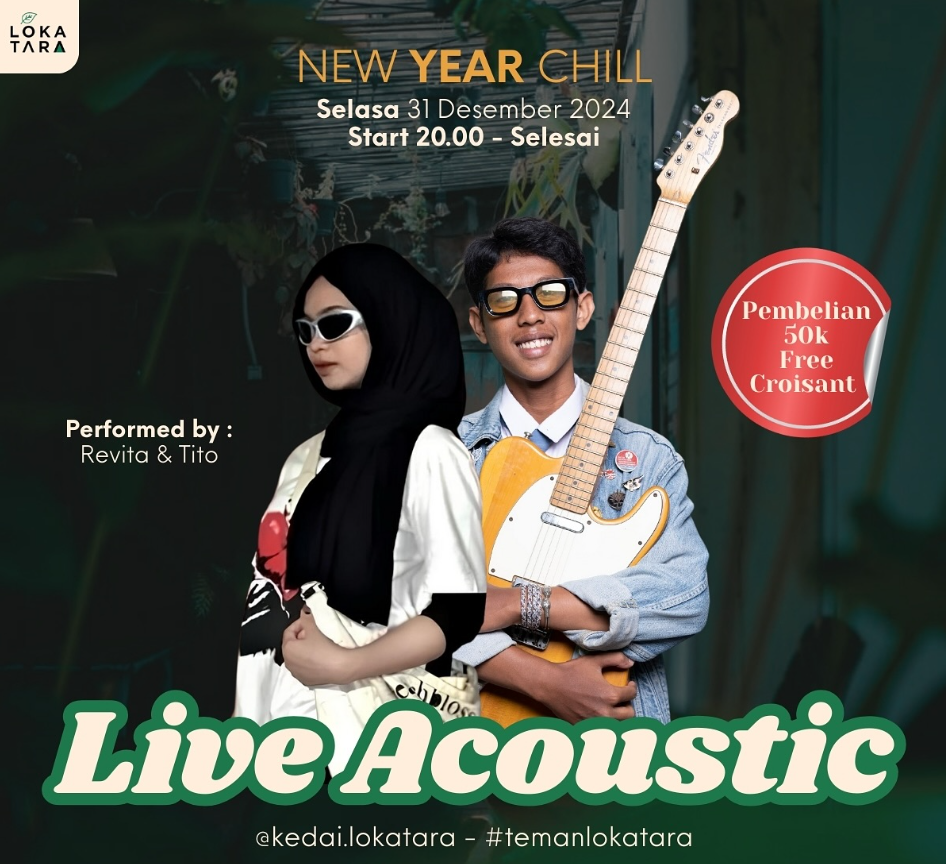 LOKA
TARA
NEW YEAR CHILL
Selasa 31 Desember 2024
Start 20.00 - Selesai
Fender
Pembelian
50k
Free
Croisant
Performed by :
Revita & Tito
Live Acoustic
@kedai.lokatara - #temanlokatara